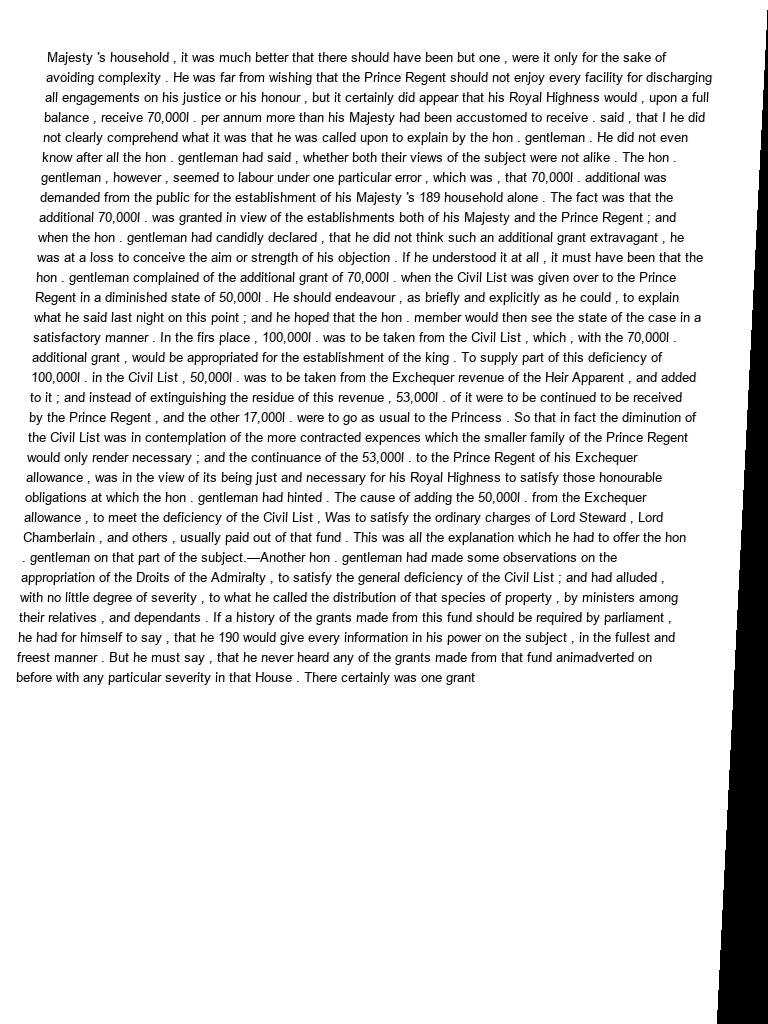 Majesty 's household , it was much better that there should have been but one , were it only for the sake of
avoiding complexity . He was far from wishing that the Prince Regent should not enjoy every facility for discharging
all engagements on his justice or his honour , but it certainly did appear that his Royal Highness would , upon a full
balance , receive 70,000l . per annum more than his Majesty had been accustomed to receive . said , that I he did
not clearly comprehend what it was that he was called upon to explain by the hon . gentleman . He did not even
know after all the hon . gentleman had said , whether both their views of the subject were not alike . The hon .
gentleman , however , seemed to labour under one particular error , which was , that 70,000l . additional was
demanded from the public for the establishment of his Majesty 's 189 household alone . The fact was that the
additional 70,000l . was granted in view of the establishments both of his Majesty and the Prince Regent ; and
when the hon . gentleman had candidly declared , that he did not think such an additional grant extravagant , he
was at a loss to conceive the aim or strength of his objection . If he understood it at all , it must have been that the
hon . gentleman complained of the additional grant of 70,000l . when the Civil List was given over to the Prince
Regent in a diminished state of 50,000l . He should endeavour , as briefly and explicitly as he could , to explain
what he said last night on this point ; and he hoped that the hon . member would then see the state of the case in a
satisfactory manner . In the firs place , 100,000l . was to be taken from the Civil List , which , with the 70,000l .
additional grant , would be appropriated for the establishment of the king . To supply part of this deficiency of
100,000l . in the Civil List , 50,000l . was to be taken from the Exchequer revenue of the Heir Apparent , and added
to it ; and instead of extinguishing the residue of this revenue , 53,000l . of it were to be continued to be received
by the Prince Regent , and the other 17,000l . were to go as usual to the Princess . So that in fact the diminution of
the Civil List was in contemplation of the more contracted expences which the smaller family of the Prince Regent
would only render necessary ; and the continuance of the 53,000l . to the Prince Regent of his Exchequer
allowance , was in the view of its being just and necessary for his Royal Highness to satisfy those honourable
obligations at which the hon . gentleman had hinted . The cause of adding the 50,000l . from the Exchequer
allowance , to meet the deficiency of the Civil List , Was to satisfy the ordinary charges of Lord Steward , Lord
Chamberlain , and others , usually paid out of that fund . This was all the explanation which he had to offer the hon
. gentleman on that part of the subject.—Another hon . gentleman had made some observations on the
appropriation of the Droits of the Admiralty , to satisfy the general deficiency of the Civil List ; and had alluded ,
with no little degree of severity , to what he called the distribution of that species of property , by ministers among
their relatives , and dependants . If a history of the grants made from this fund should be required by parliament ,
he had for himself to say , that he 190 would give every information in his power on the subject , in the fullest and
freest manner . But he must say , that he never heard any of the grants made from that fund animadverted on
before with any particular severity in that House . There certainly was one grant